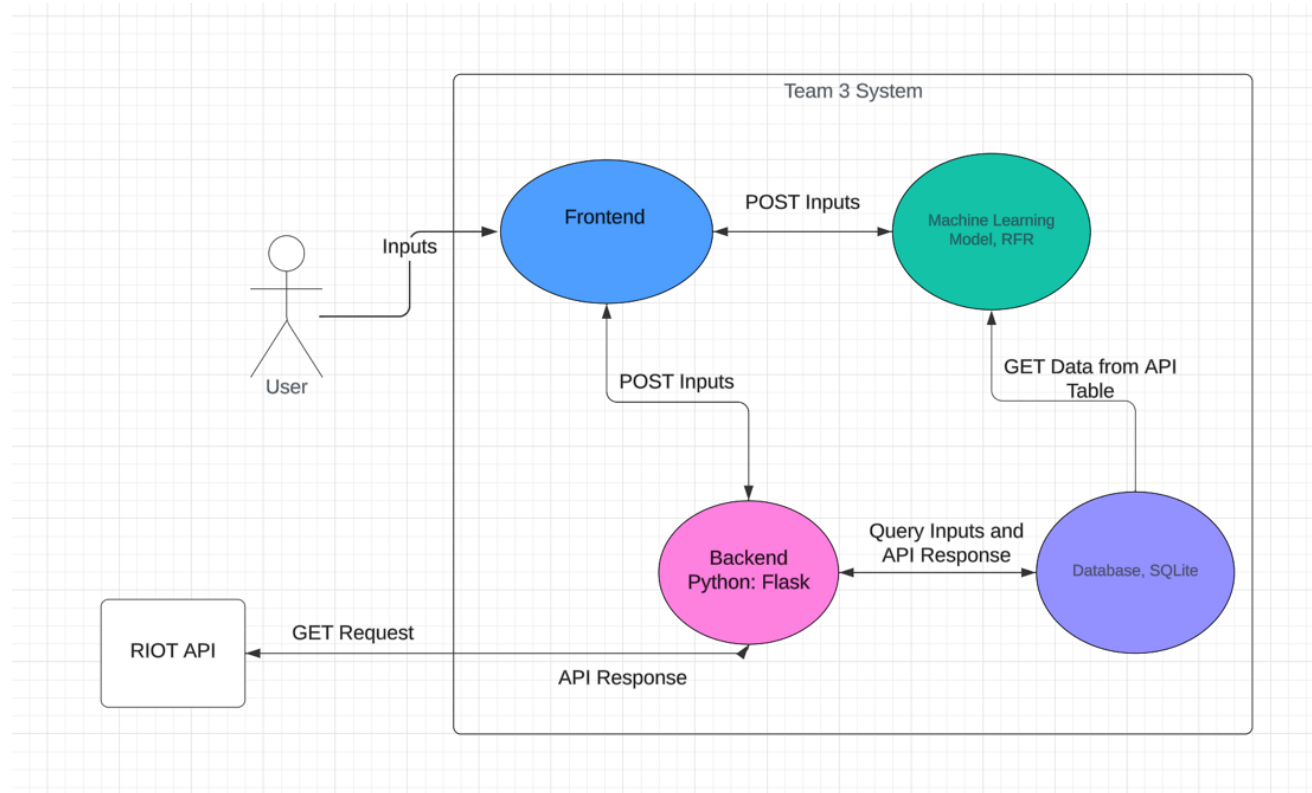 Team 3 System
Frontend
POST Inputs
Machine Learning
Model, RFR
Inputs
User
POST Inputs
GET Data from API
Table
Backend
Python: Flask
Query Inputs and
API Response
Database, SQLite
RIOT API
GET Request
API Response